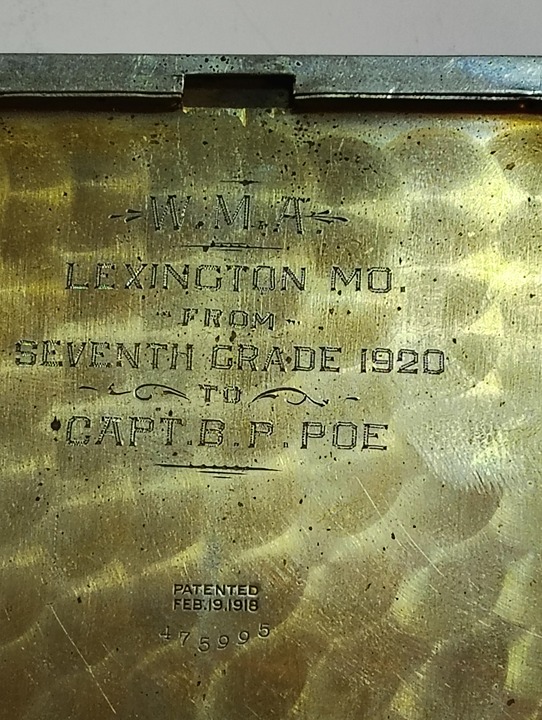 W.M.A.
LEXINGTON MO.
FROM
SEVENTH GRADE 1920
TO
CAPT. B. P. POE
PATENTED
FEB.19.1918
475995